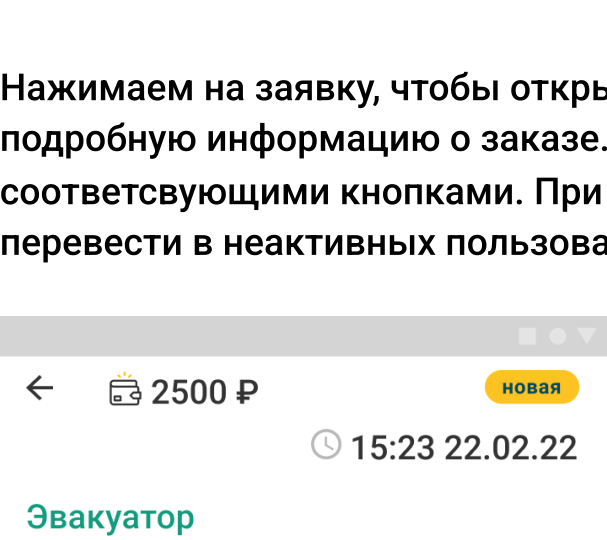 Нажимаем на заявку, чтобы откры
подробную информацию о заказе.
соответсвующими кнопками. При
перевести в неактивных пользова
2500 ₽
новая
15:23 22.02.22
Эвакуатор